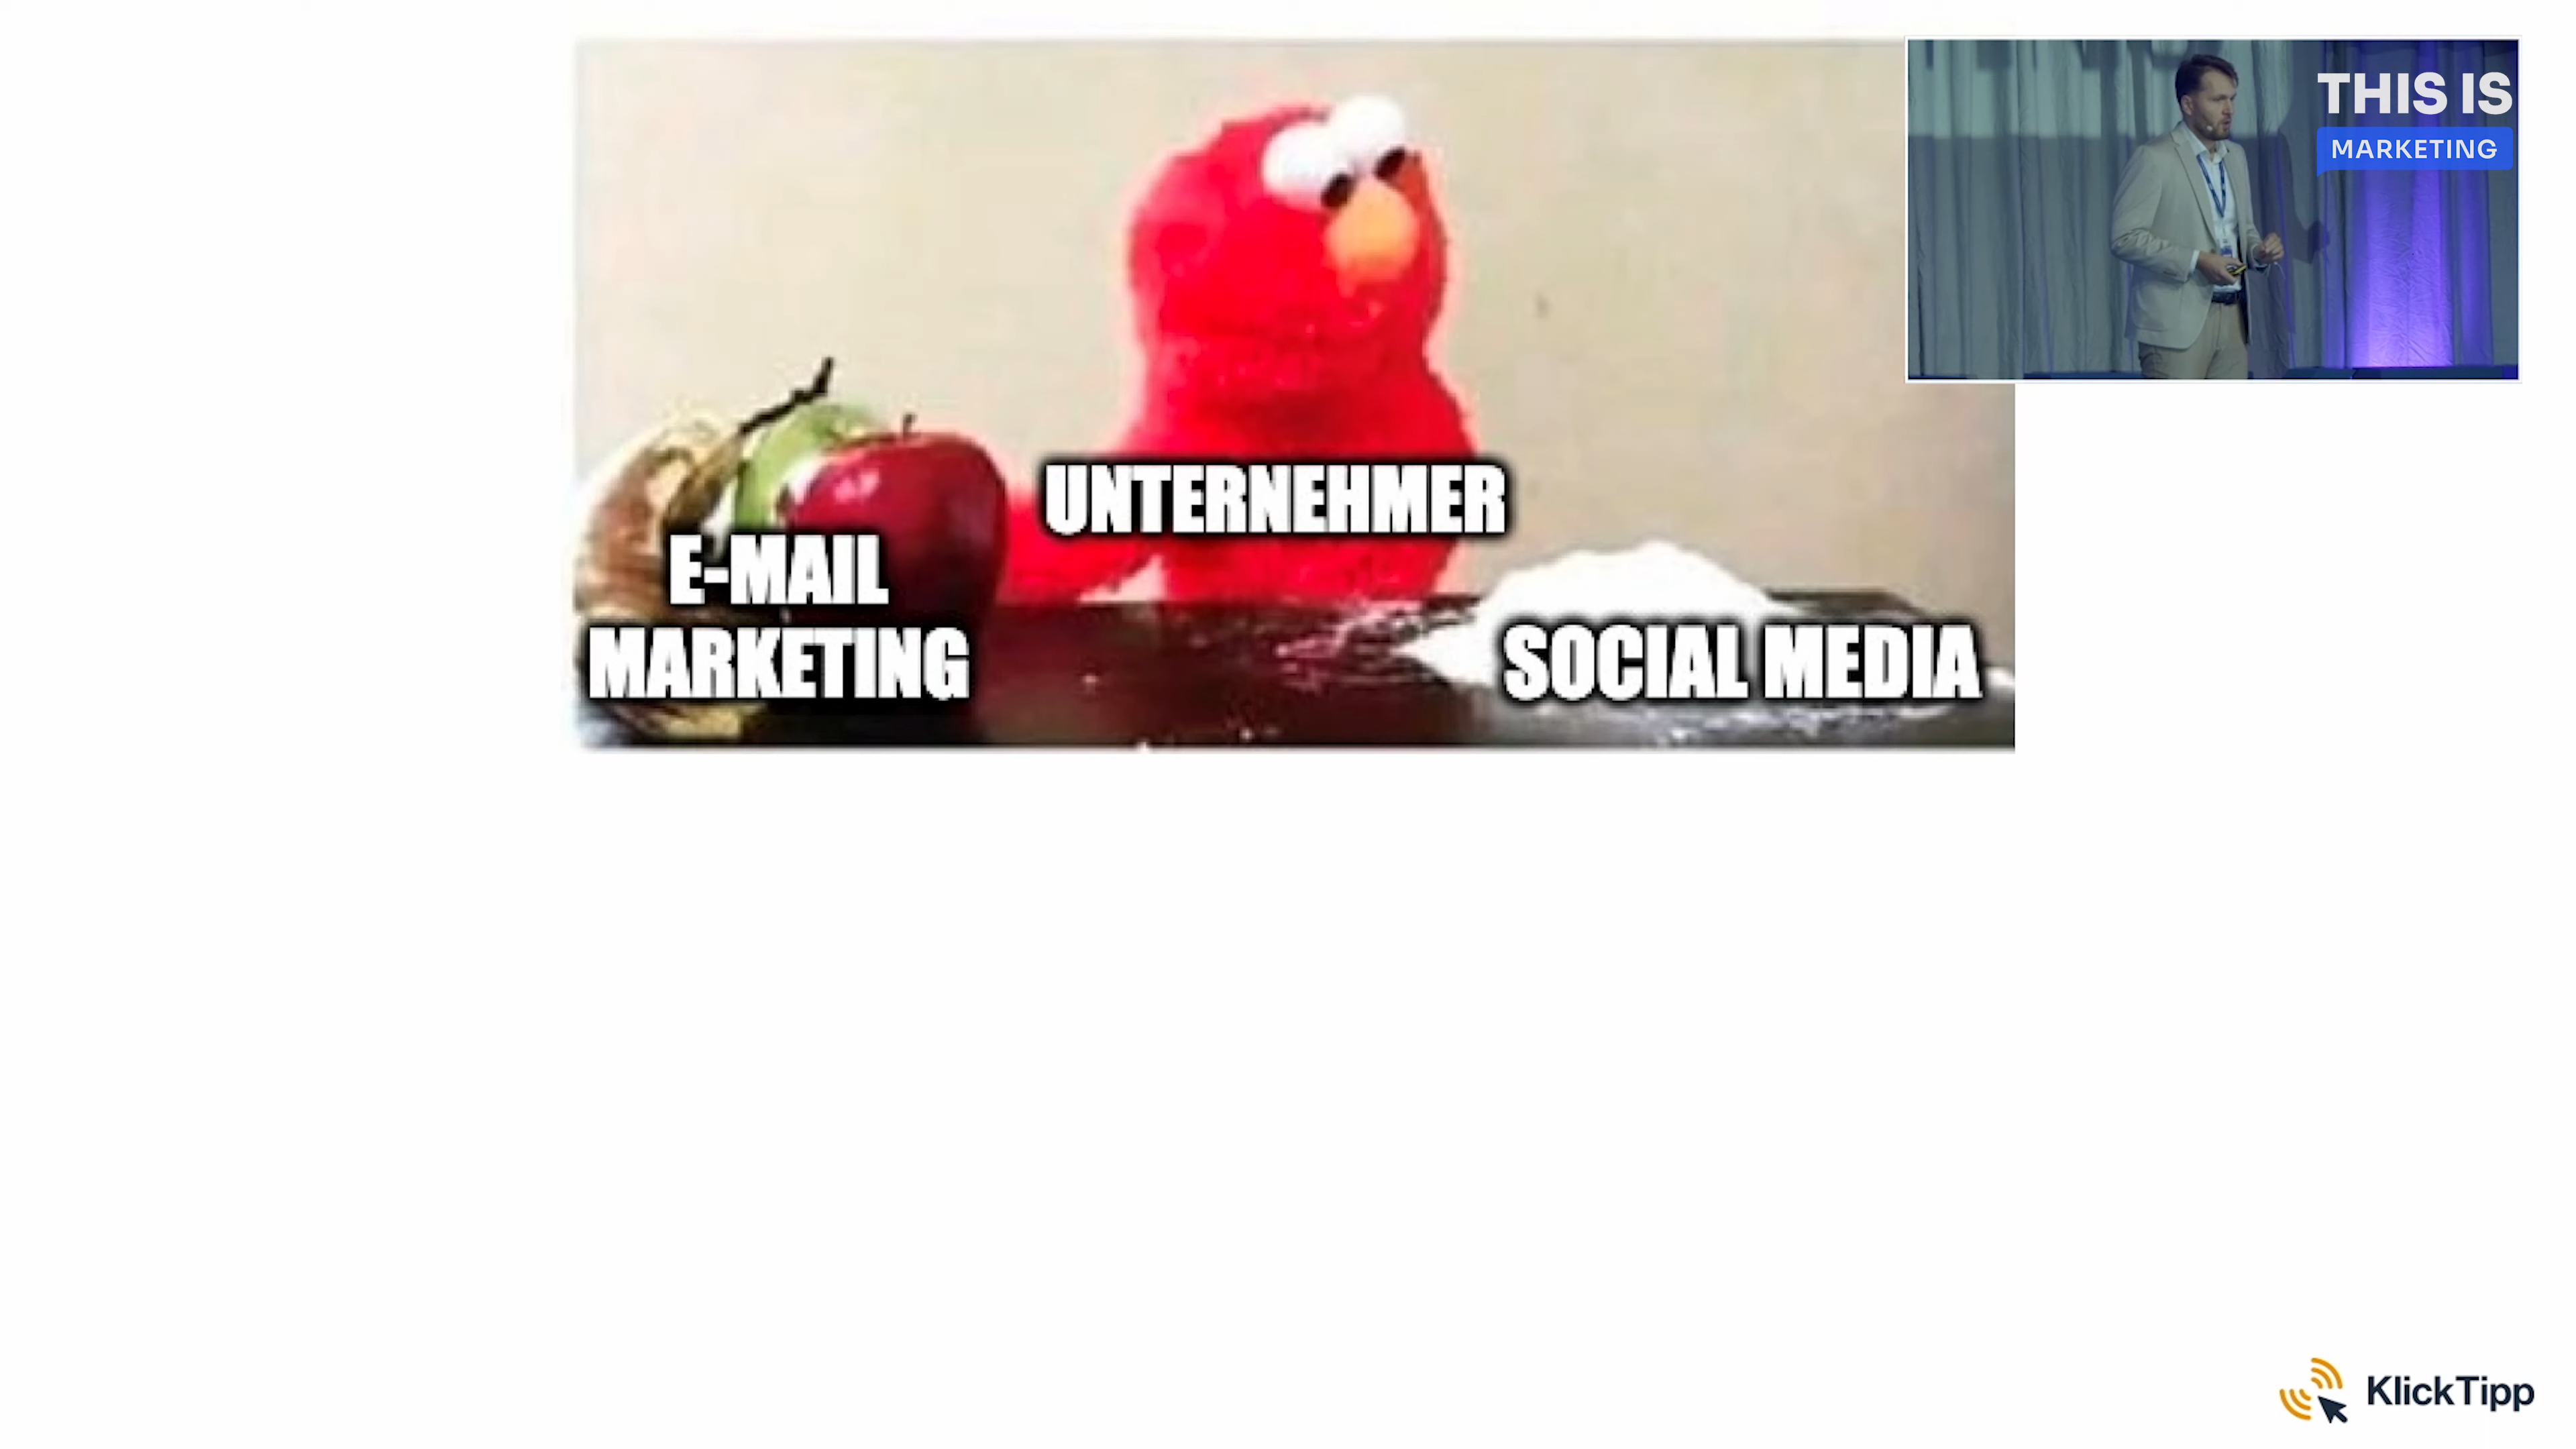 THIS IS
MARKETING
UNTERNEHMER
E-MAIL
MARKETING
SOCIAL MEDIA
KlickTipp